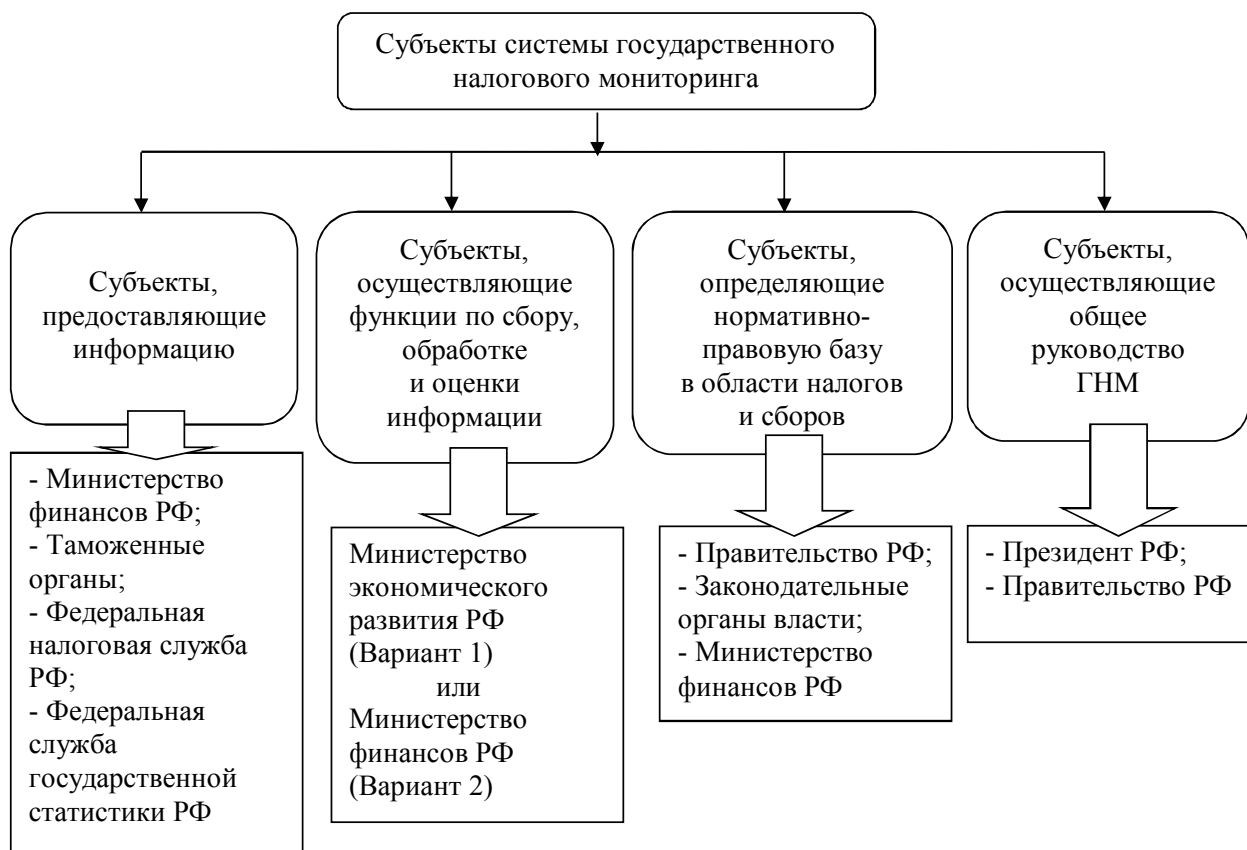 Субъекты системы государственного
налогового мониторинга
Субъекты,
предоставляющие
информацию
Субъекты,
осуществляющие
функции по сбору,
обработке
и оценки
информации
Субъекты,
определяющие
нормативно-
правовую базу
в области налогов
и сборов
Субъекты,
осуществляющие
общее
руководство
ГНМ
- Министерство
финансов РФ;
- Таможенные
органы;
- Федеральная
налоговая служба
РФ;
- Федеральная
служба
государственной
статистики РФ
Министерство
экономического
развития РФ
(Вариант 1)
или
Министерство
финансов РФ
(Вариант 2)
- Правительство РФ;
- Законодательные
органы власти;
- Министерство
финансов РФ
- Президент РФ;
- Правительство РФ